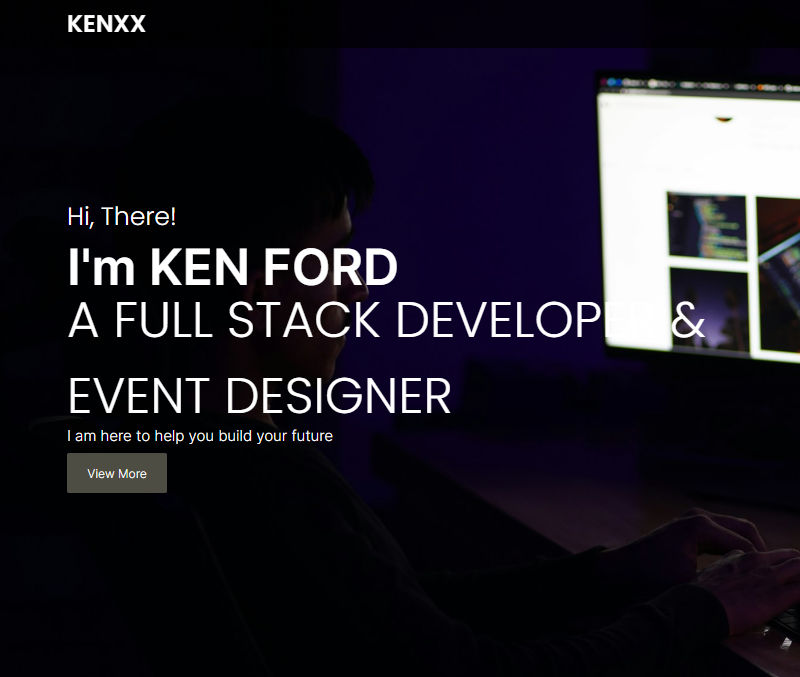 KENXX
Hi, There!
I'm KEN FORD
A FULL STACK DEVELOPER &
EVENT DESIGNER
I am here to help you build your future
View More